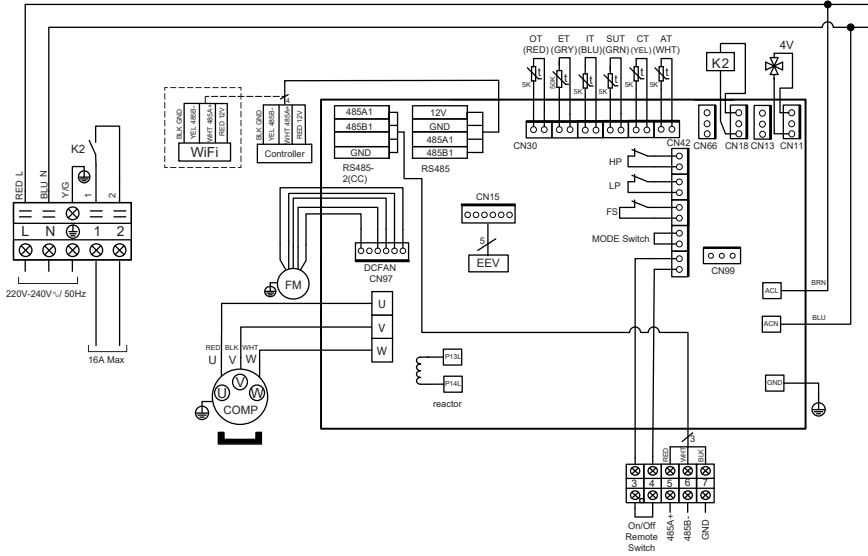 OT ET IT SUT CT AT
(RED) (GRY) (BLU) (GRN) (YEL) (WHT)
t t t t t t
5K 50K 5K 5K 5K 5K
K2
4V
CN30
CN42
CN66 CN18 CN13 CN11
BLK GND
YEL 485B-
WHT 485A+
RED 12V
WiFi
4
BLK GND
YEL 485B-
WHT 485A+
RED 12V
Controller
485A1
485B1
GND
RS485-
2(CC)
12V
GND
485A1
485B1
RS485
HP
LP
FS
MODE Switch
CN15
5
EEV
CN99
DCFAN
CN97
FM
RED L
BLU N
Y/G
K2
1
2
L N 1 2
220V-240V∿/ 50Hz
16A Max
U
V
W
RED BLK WHT
U V W
U V W
COMP
P13L
P14L
reactor
ACL
BRN
ACN
BLU
GND
3
RED
WHT
BLK
3 4 5 6 7
On/Off
Remote
Switch
485A+
485B-
GND